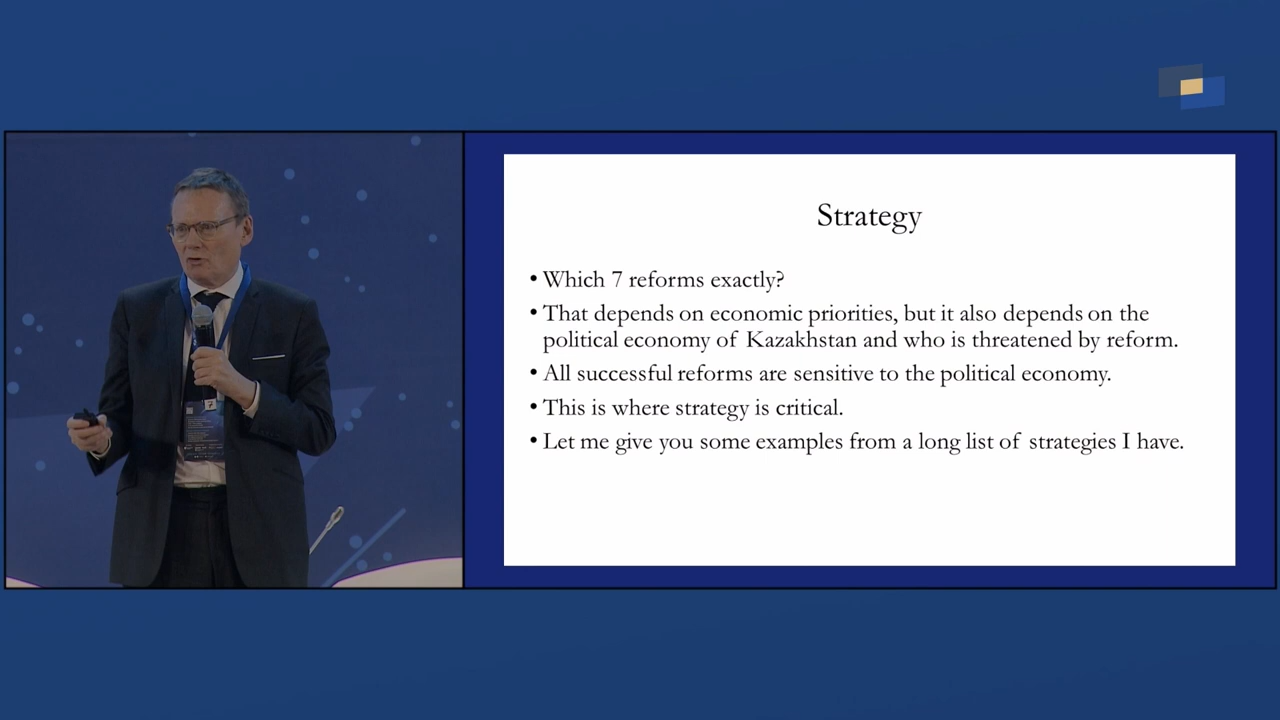 Strategy
• Which 7 reforms exactly?
• That depends on economic priorities, but it also depends on the
political economy of Kazakhstan and who is threatened by reform.
• All successful reforms are sensitive to the political economy.
• This is where strategy is critical.
• Let me give you some examples from a long list of strategies I have.